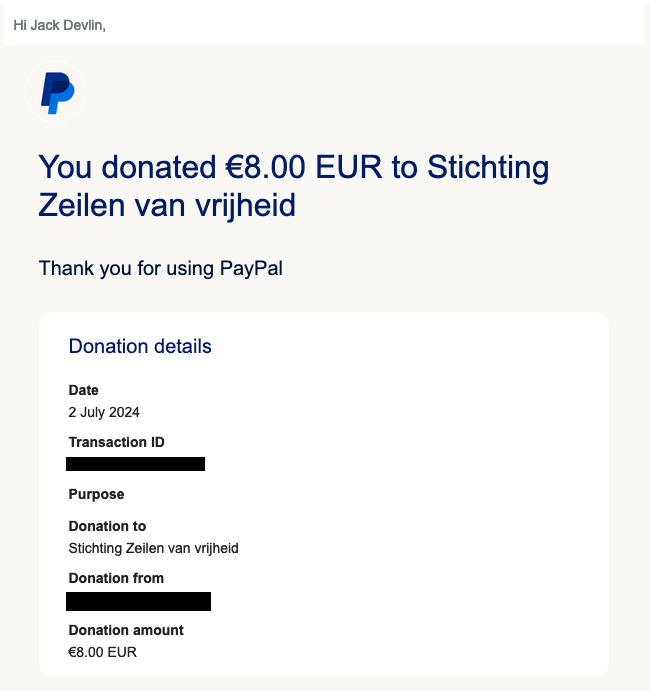 Hi Jack Devlin,
You donated €8.00 EUR to Stichting
Zeilen van vrijheid
Thank you for using PayPal
Donation details
Date
2 July 2024
Transaction ID
Purpose
Donation to
Stichting Zeilen van vrijheid
Donation from
Donation amount
€8.00 EUR